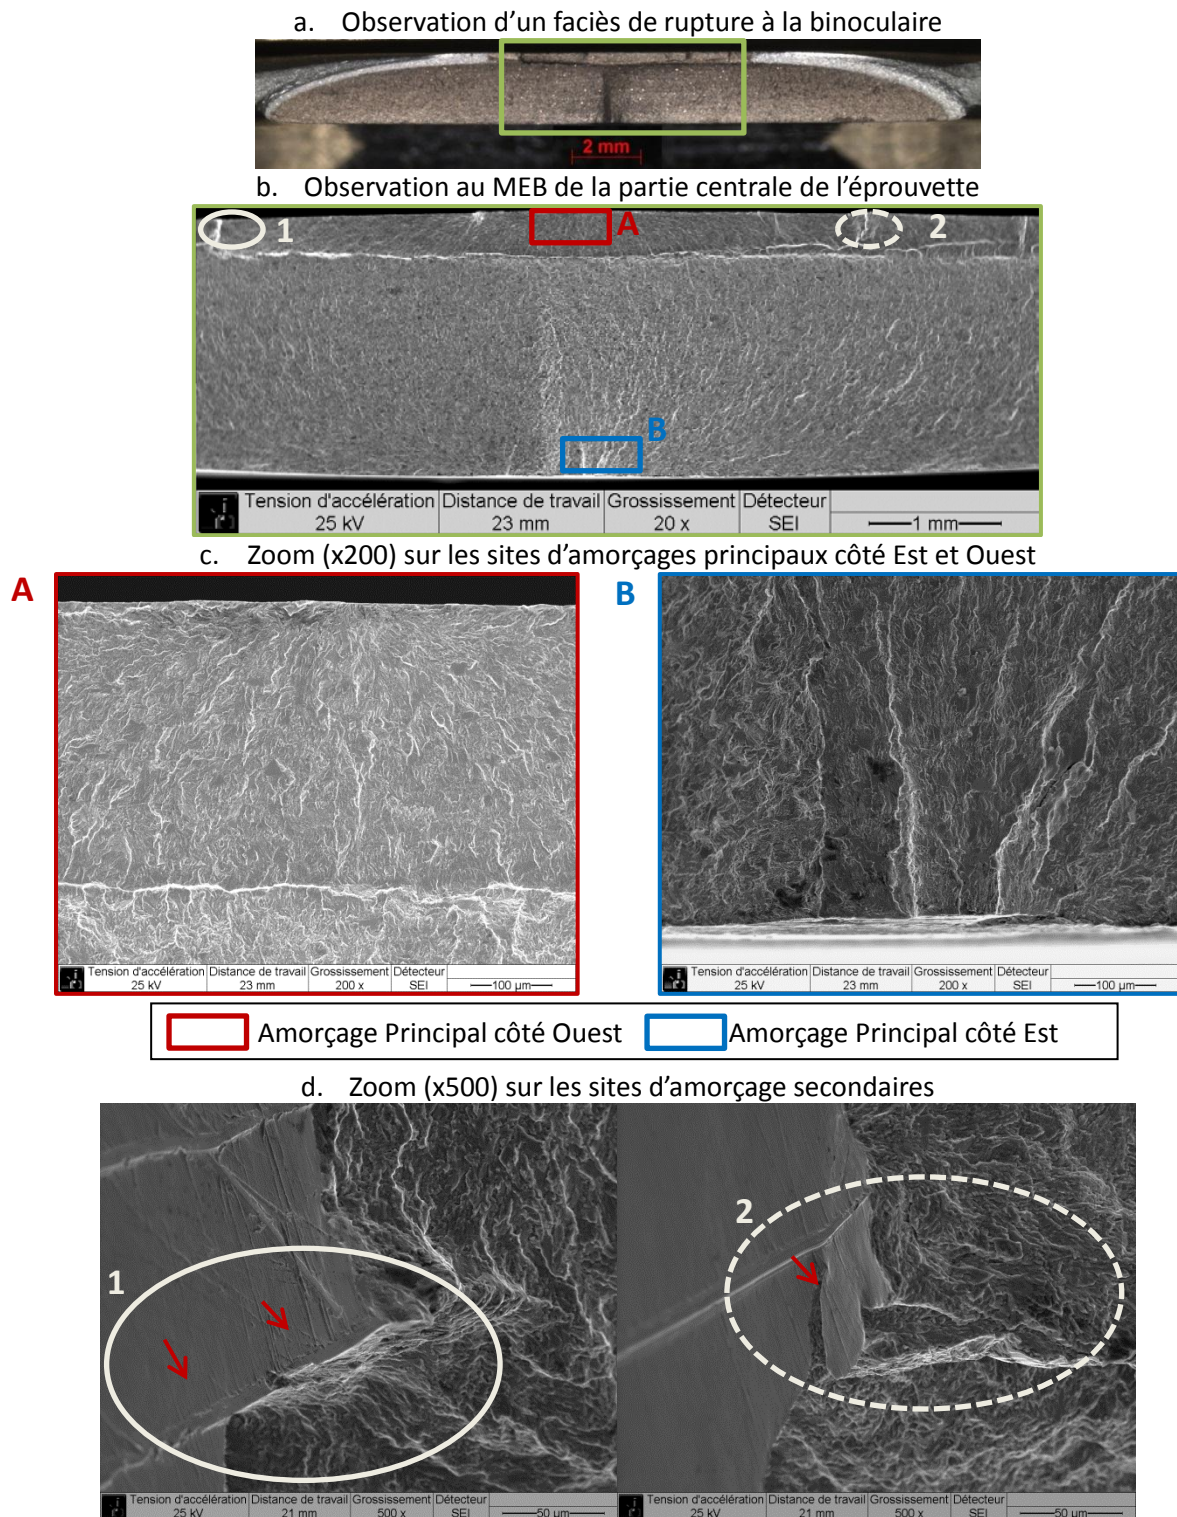 a. Observation d'un faciès de rupture à la binoculaire
2 mm
b. Observation au MEB de la partie centrale de l'éprouvette
1
A
2
B
Tension d'accélération Distance de travail Grossissement Détecteur
25 kV 23 mm 20 x SEI 1 mm
c. Zoom (x200) sur les sites d'amorçages principaux côté Est et Ouest
A
B
Tension d'accélération Distance de travail Grossissement Détecteur
25 kV 23 mm 200 x SEI 100 µm
Tension d'accélération Distance de travail Grossissement Détecteur
25 kV 23 mm 200 x SEI 100 µm
Amorçage Principal côté Ouest
Amorçage Principal côté Est
d. Zoom (x500) sur les sites d'amorçage secondaires
1
2
Tension d'accélération Distance de travail Grossissement Détecteur
25 kV 21 mm 500 x SEI 50 µm
Tension d'accélération Distance de travail Grossissement Détecteur
25 kV 21 mm 500 x SEI 50 µm